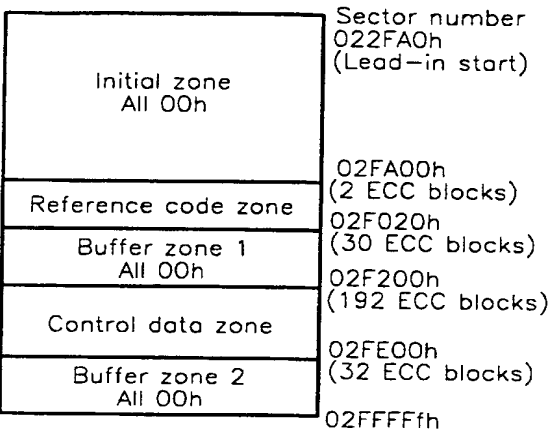 Sector number
022FA0h
(Lead-in start)
Initial zone
All 00h
02FA00h
(2 ECC blocks)
Reference code zone
02F020h
(30 ECC blocks)
Buffer zone 1
All 00h
02F200h
(192 ECC blocks)
Control data zone
02FE00h
(32 ECC blocks)
Buffer zone 2
All 00h
02FFFFfh